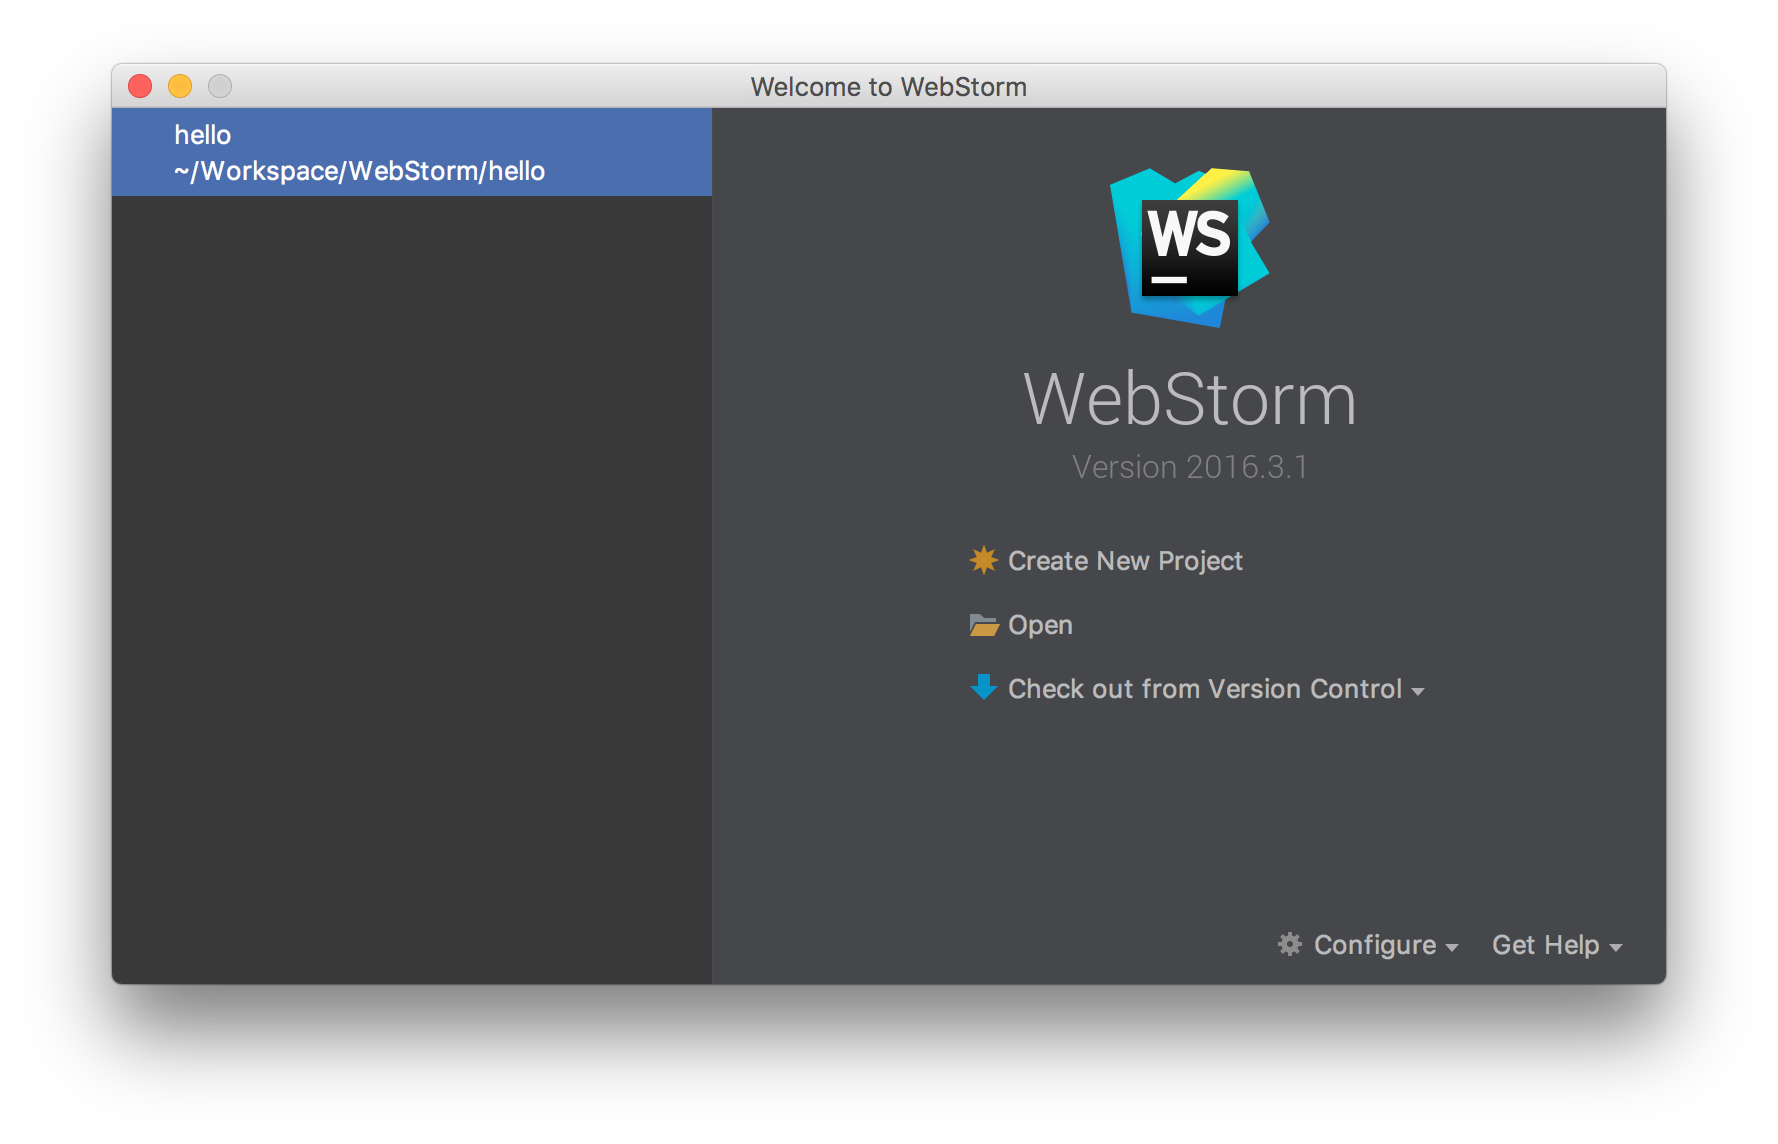 Welcome to WebStorm
hello
~/Workspace/WebStorm/hello
WS
WebStorm
Version 2016.3.1
Create New Project
Open
Check out from Version Control
Configure
Get Help